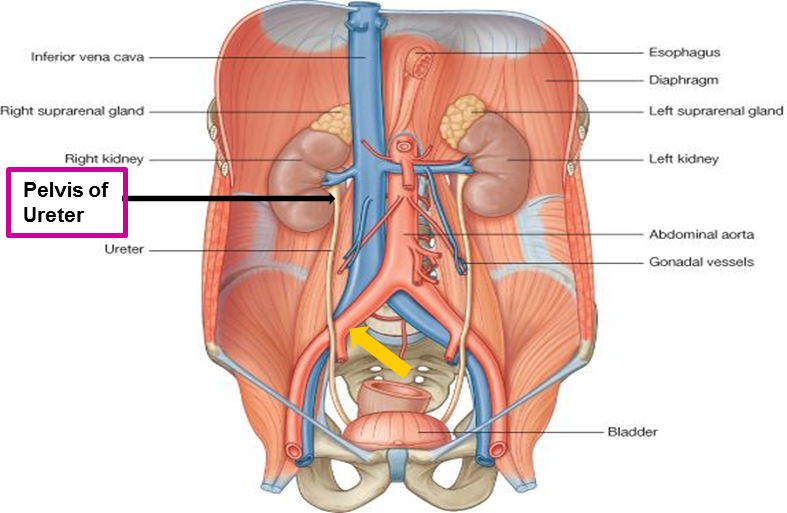 Inferior vena cava
Right suprarenal gland
Right kidney
Pelvis of
Ureter
Ureter
Esophagus
Diaphragm
Left suprarenal gland
Left kidney
Abdominal aorta
Gonadal vessels
Bladder